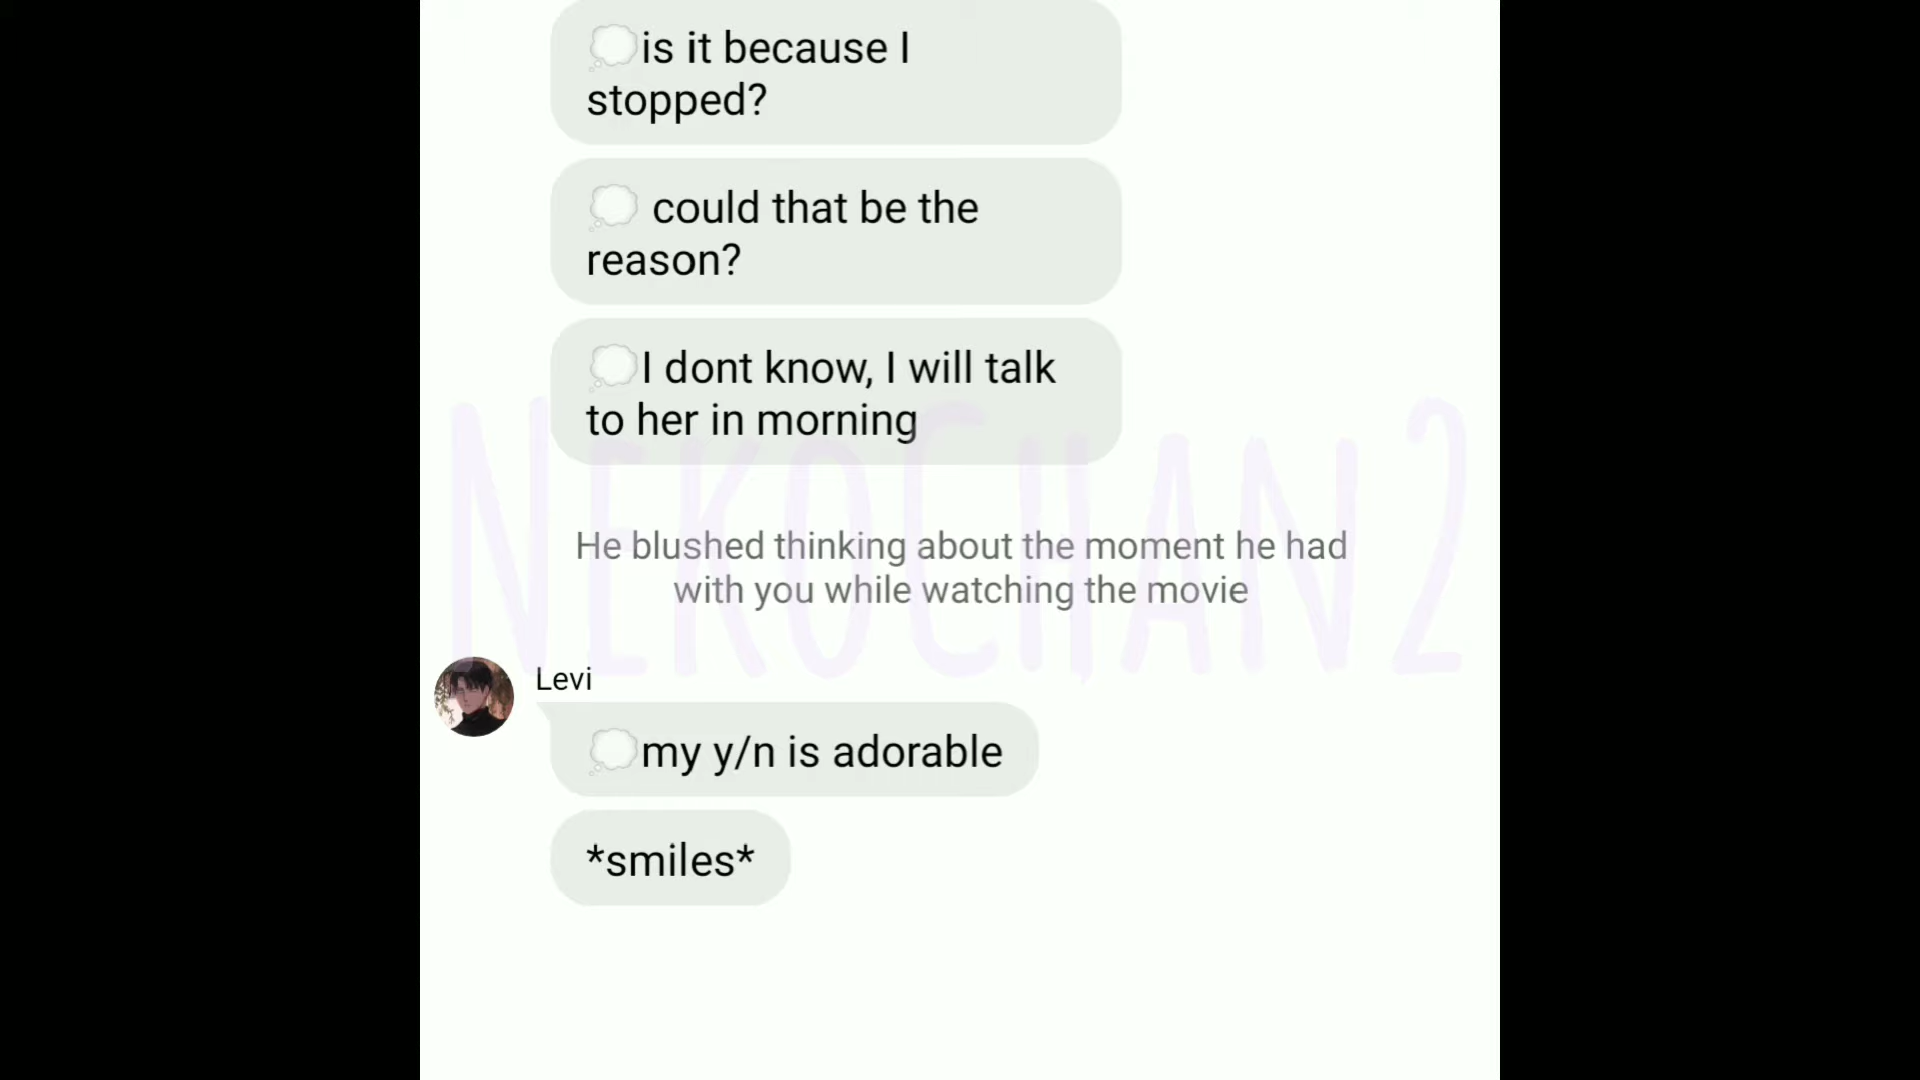 💭is it because I
stopped?
💭 could that be the
reason?
💭I dont know, I will talk
to her in morning
He blushed thinking about the moment he had
with you while watching the movie
NEKOCHAN2
Levi
💭my y/n is adorable
*smiles*